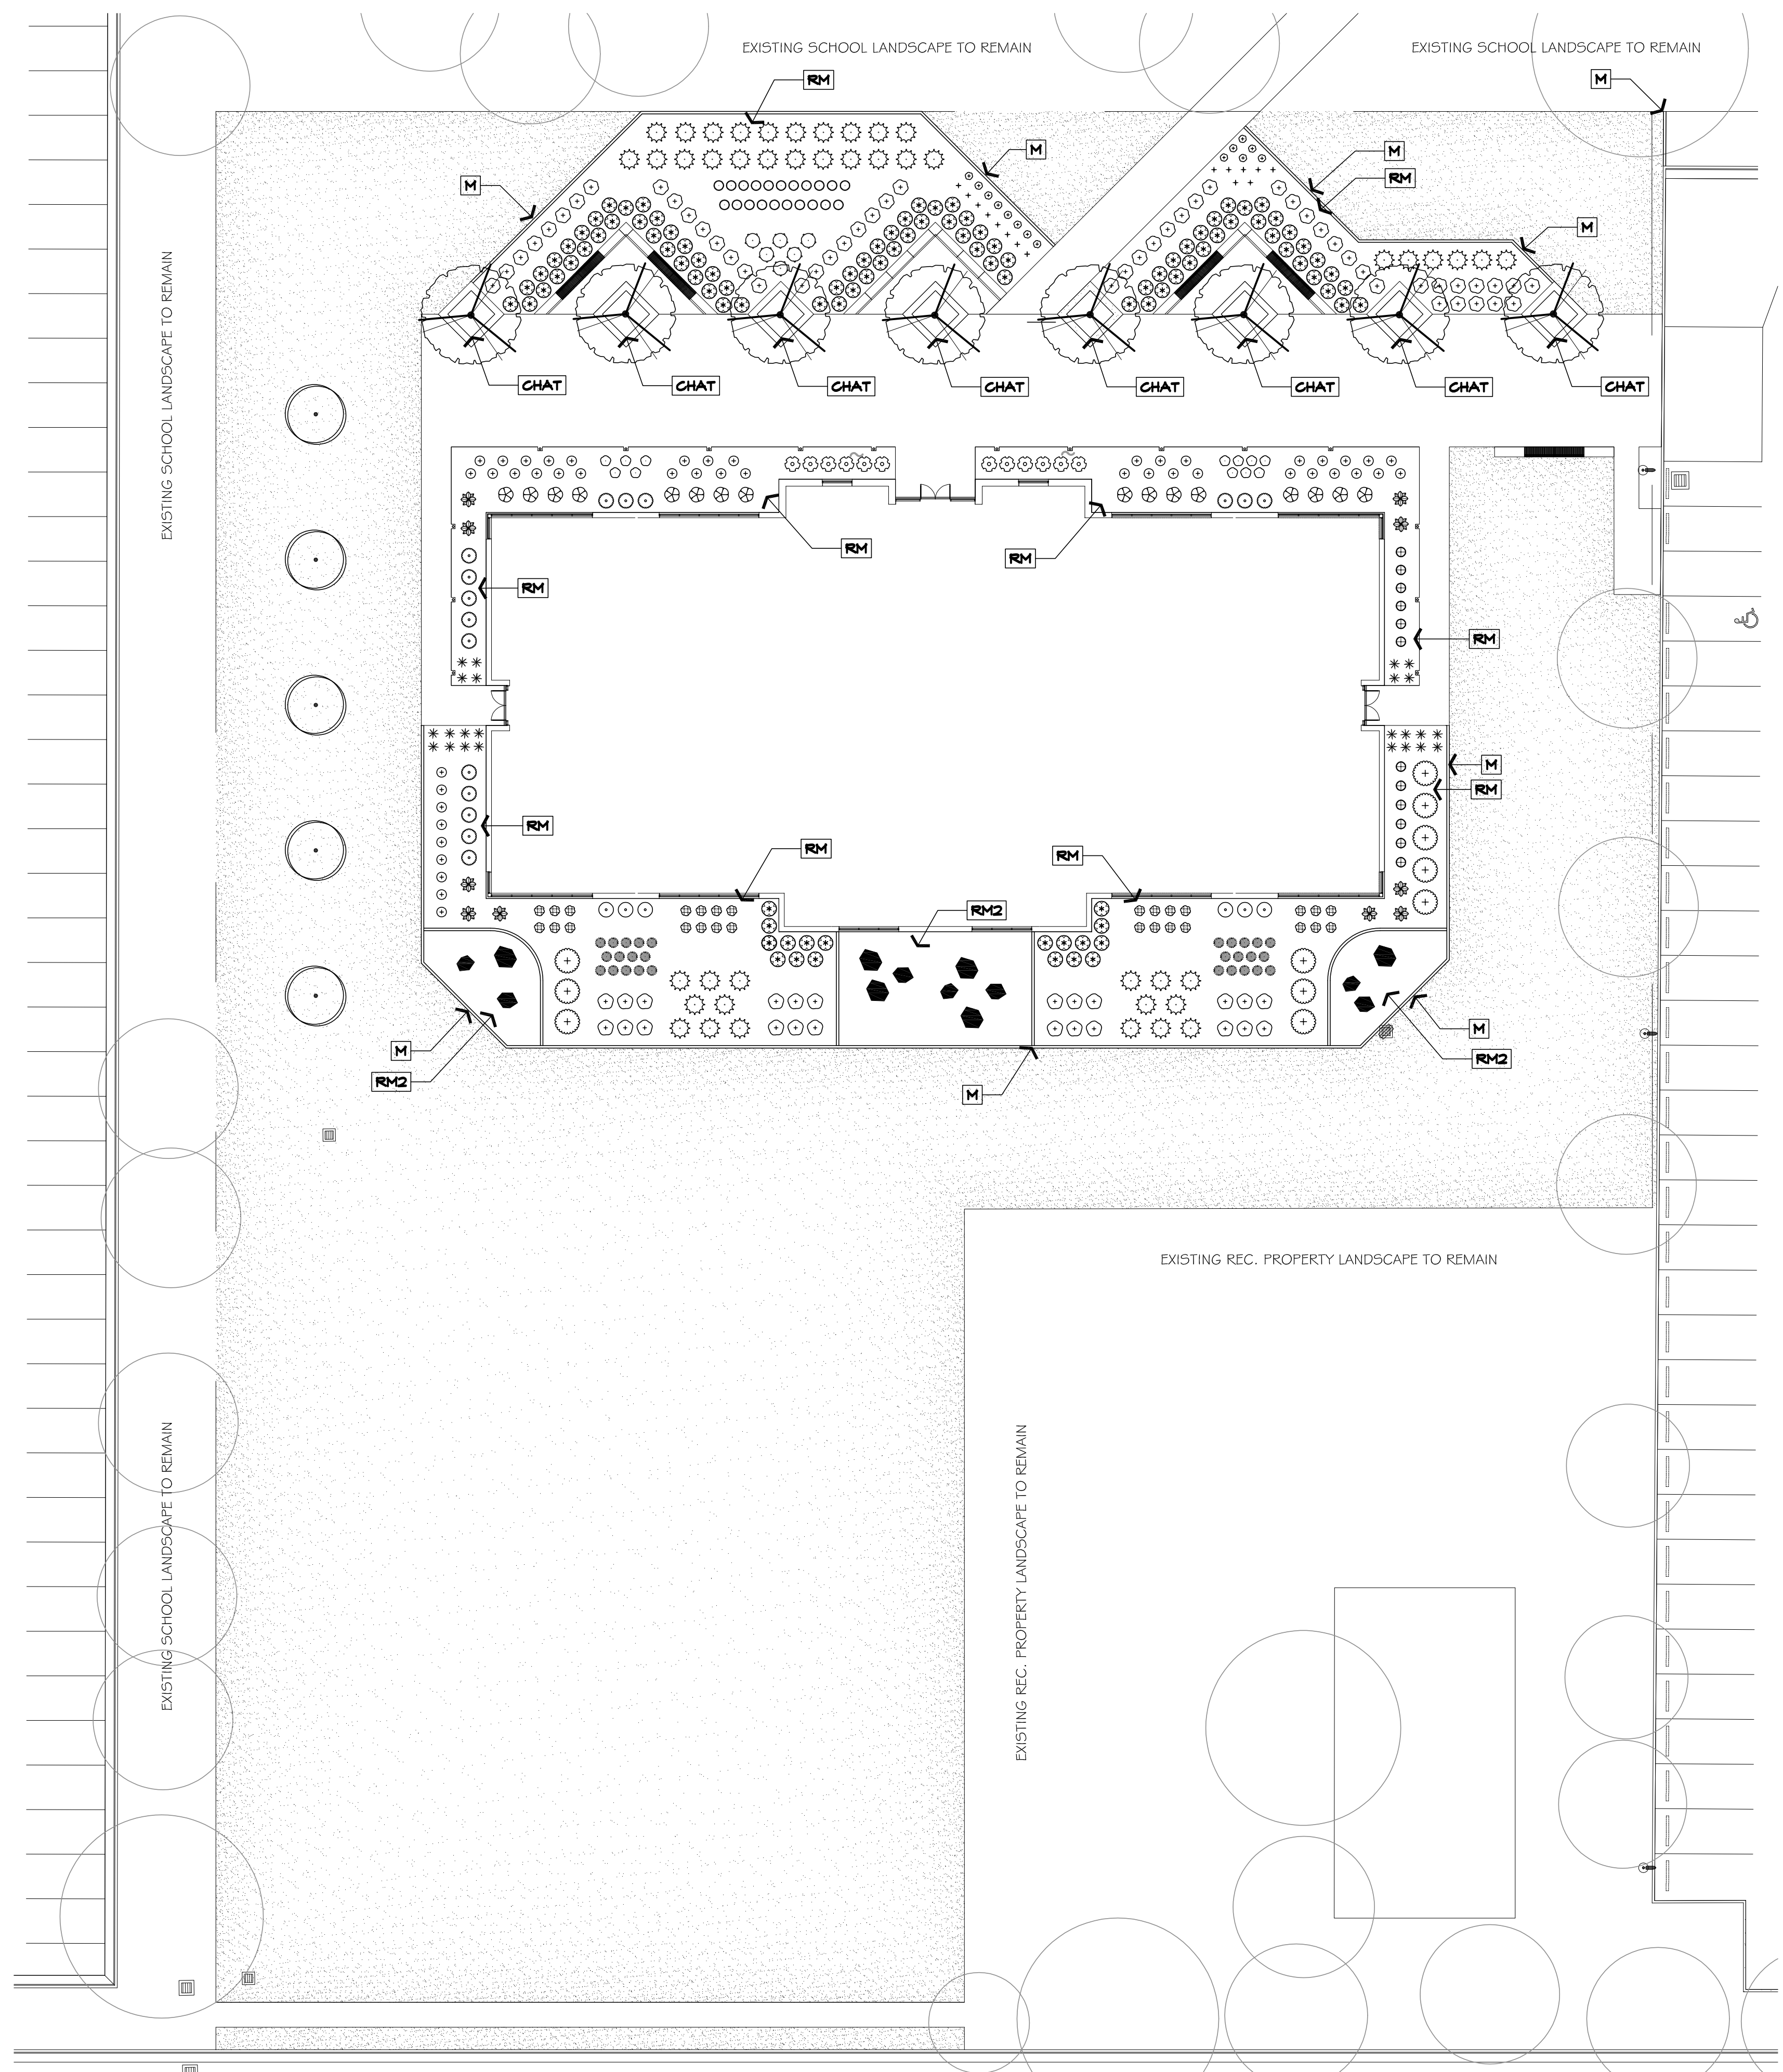 EXISTING SCHOOL LANDSCAPE TO REMAIN
EXISTING SCHOOL LANDSCAPE TO REMAIN
RM
M
M
M
RM
M
M
EXISTING SCHOOL LANDSCAPE TO REMAIN
CHAT
CHAT
CHAT
CHAT
CHAT
CHAT
CHAT
CHAT
RM
RM
RM
RM
M
RM
RM
RM
RM
RM2
M
M
RM2
RM2
M
EXISTING REC. PROPERTY LANDSCAPE TO REMAIN
EXISTING SCHOOL LANDSCAPE TO REMAIN
EXISTING REC. PROPERTY LANDSCAPE TO REMAIN